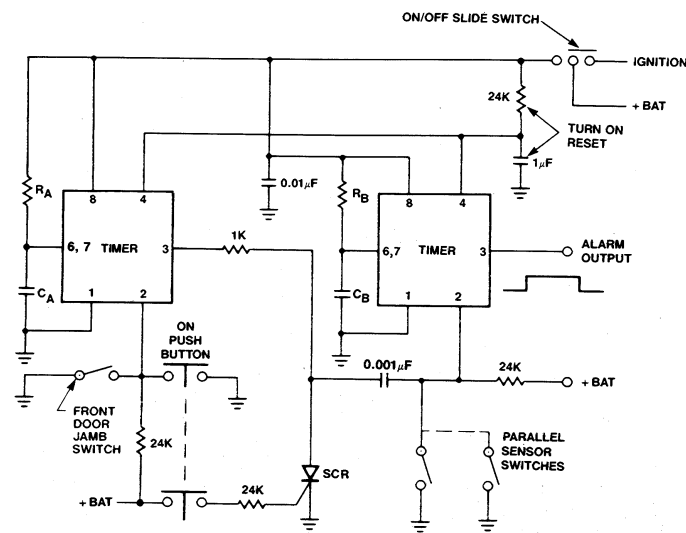 ON/OFF SLIDE SWITCH
IGNITION
+ BAT
24K
TURN ON
RESET
1μF
0.01μF
R_A
R_B
8
4
6, 7
TIMER
3
1
2
C_A
1K
8
4
6,7
TIMER
3
1
2
C_B
ALARM
OUTPUT
ON
PUSH
BUTTON
0.001μF
24K
+ BAT
FRONT
DOOR
JAMB
SWITCH
24K
PARALLEL
SENSOR
SWITCHES
+ BAT
24K
SCR